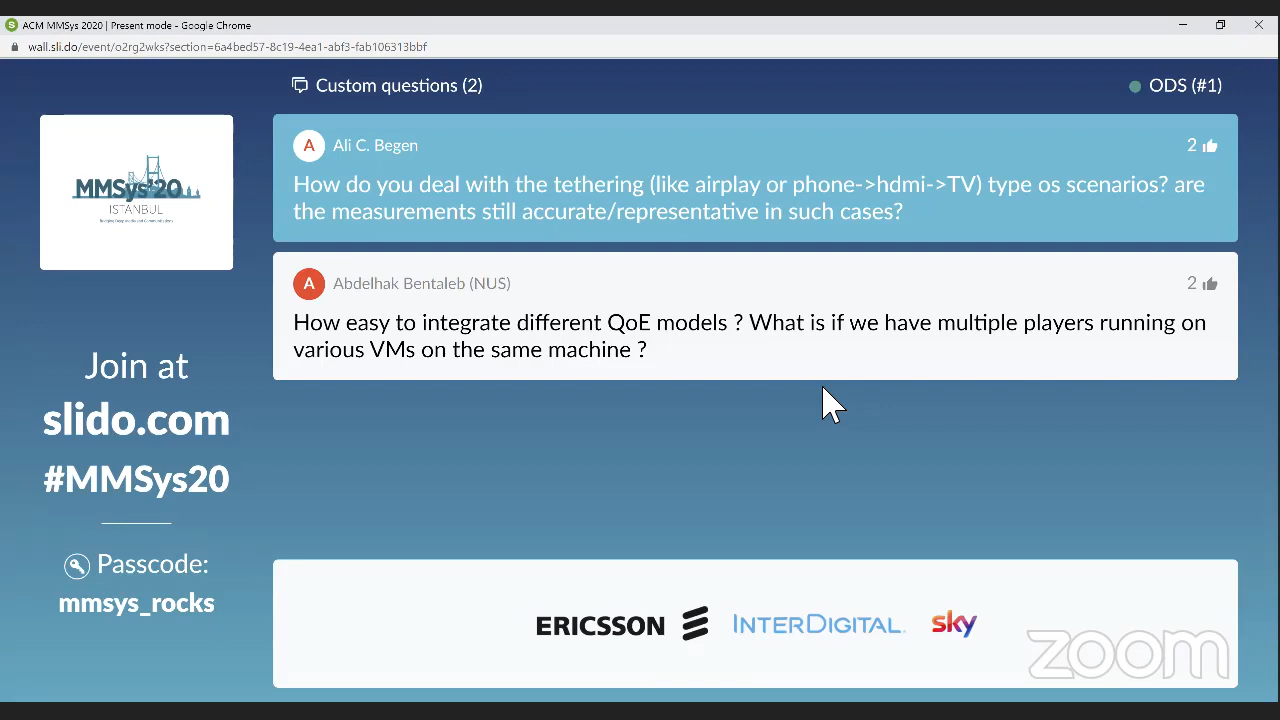 S ACM MMSys 2020 | Present mode - Google Chrome
wall.sli.do/event/o2rg2wks?section=6a4bed57-8c19-4ea1-abf3-fab106313bbf
Custom questions (2)
ODS (#1)
MMSys'20
ISTANBUL
A Ali C. Begen
2
How do you deal with the tethering (like airplay or phone->hdmi->TV) type os scenarios? are
the measurements still accurate/representative in such cases?
A Abdelhak Bentaleb (NUS)
2
How easy to integrate different QoE models ? What is if we have multiple players running on
various VMs on the same machine ?
Join at
slido.com
#MMSys20
Passcode:
mmsys_rocks
ERICSSON
INTERDIGITAL
sky
zoom